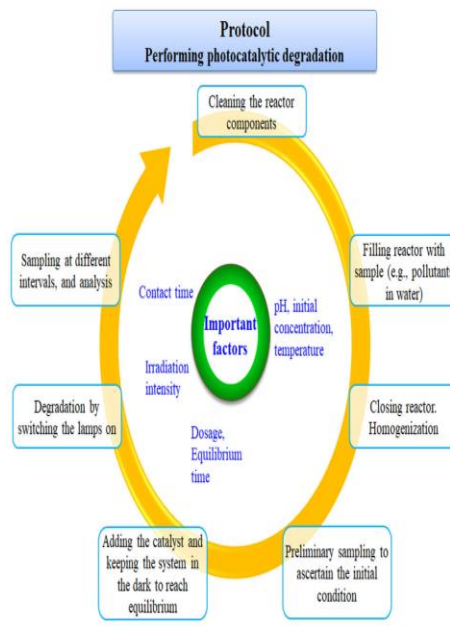 Protocol
Performing photocatalytic degradation
Cleaning the reactor
components
Filling reactor with
sample (e.g., pollutants
in water)
Closing reactor.
Homogenization
Preliminary sampling to
ascertain the initial
condition
Adding the catalyst and
keeping the system in
the dark to reach
equilibrium
Degradation by
switching the lamps on
Sampling at different
intervals, and analysis
Important
factors
pH, initial
concentration,
temperature
Dosage,
Equilibrium
time
Irradiation
intensity
Contact time